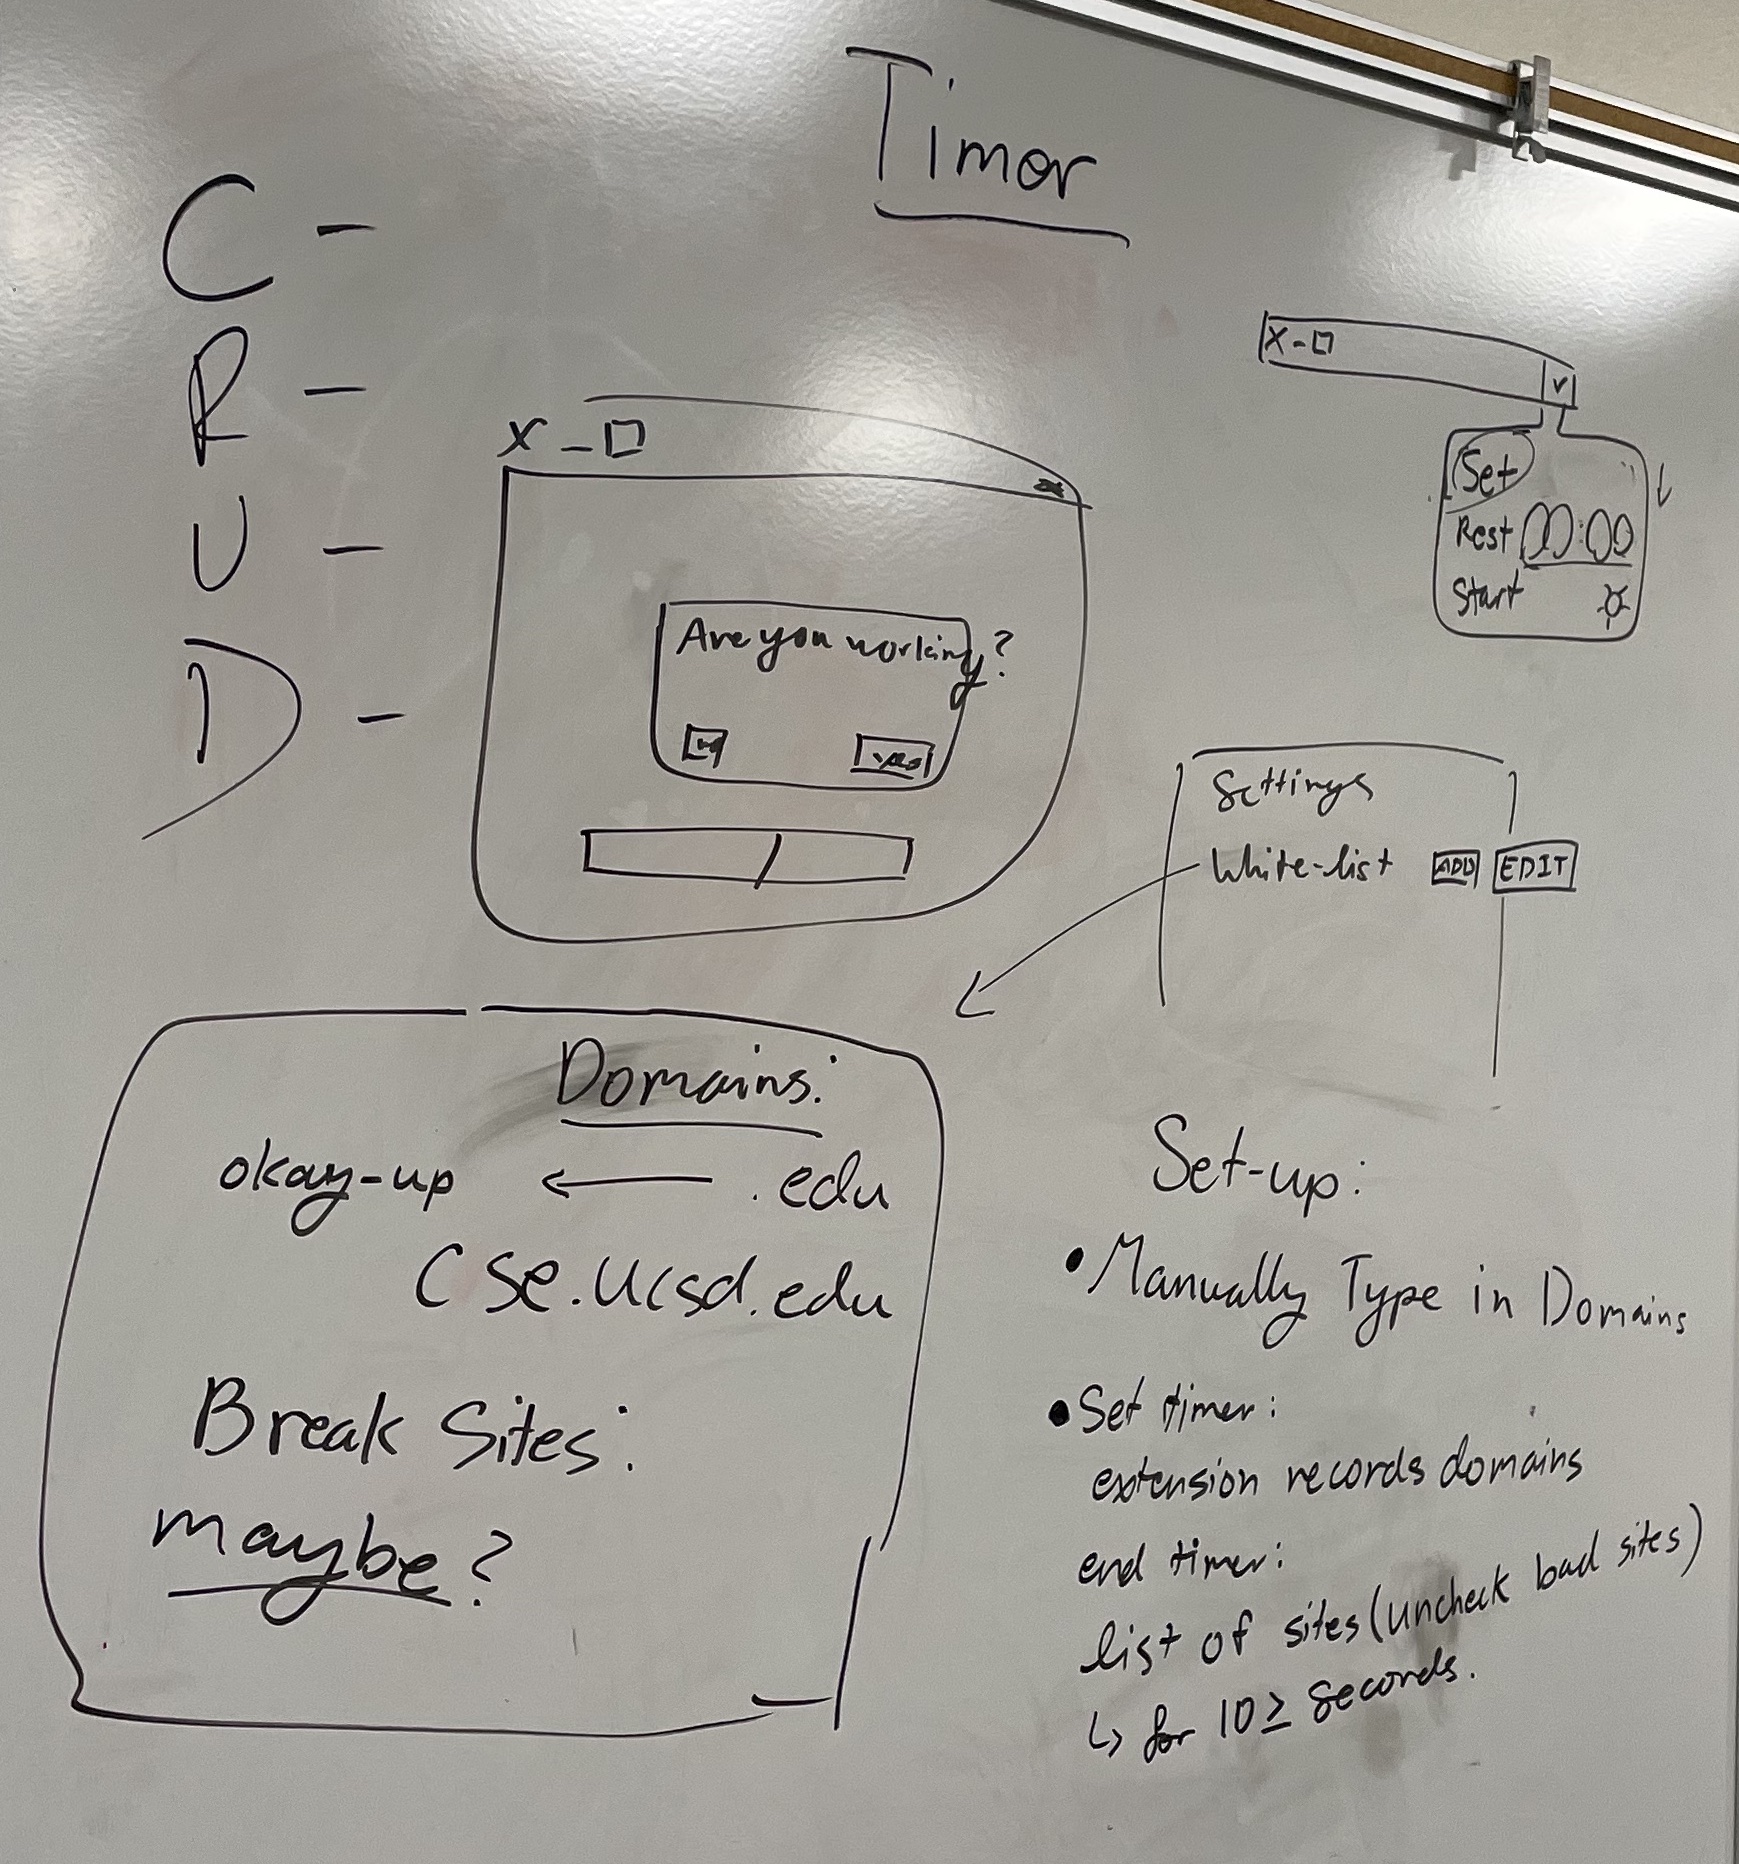 Timer
C -
R -
U -
D -
X - □
Are you working?
no yes
X - □ v
Set
Rest 00:00
Start
Settings
White-list ADD EDIT
Domains:
okay-up ← .edu
cse.ucsd.edu
Break Sites:
maybe?
Set-up:
• Manually Type in Domains
• Set timer:
extension records domains
end timer:
list of sites (uncheck bad sites)
↳ for 10≥ seconds.